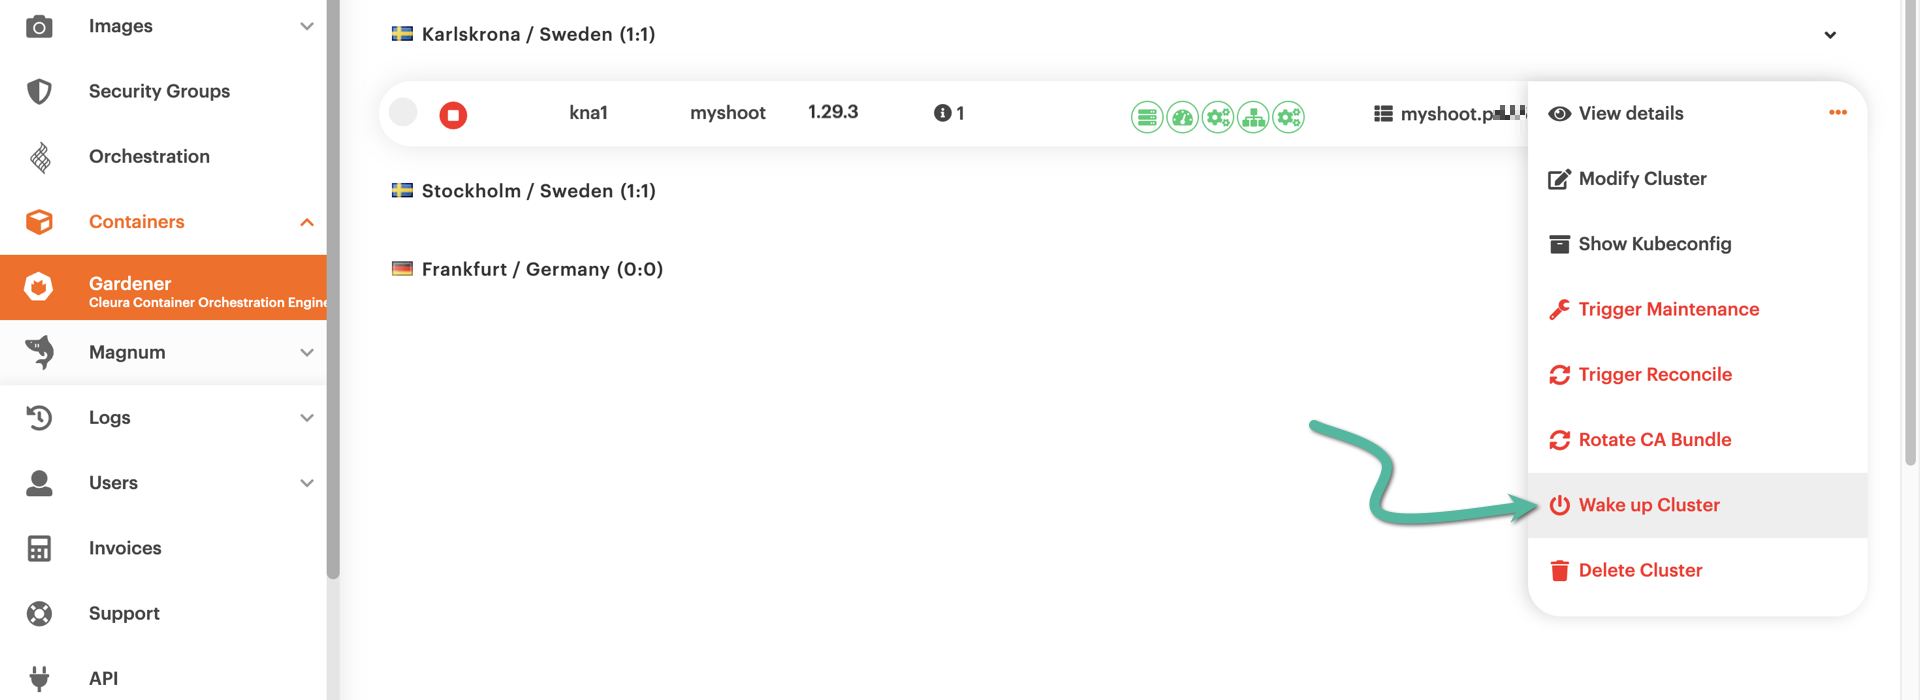 Images
Security Groups
Orchestration
Containers
Gardener
Cleura Container Orchestration Engine
Magnum
Logs
Users
Invoices
Support
API
Karlskrona / Sweden (1:1)
kna1 myshoot 1.29.3 1 myshoot.p
Stockholm / Sweden (1:1)
Frankfurt / Germany (0:0)
View details
Modify Cluster
Show Kubeconfig
Trigger Maintenance
Trigger Reconcile
Rotate CA Bundle
Wake up Cluster
Delete Cluster